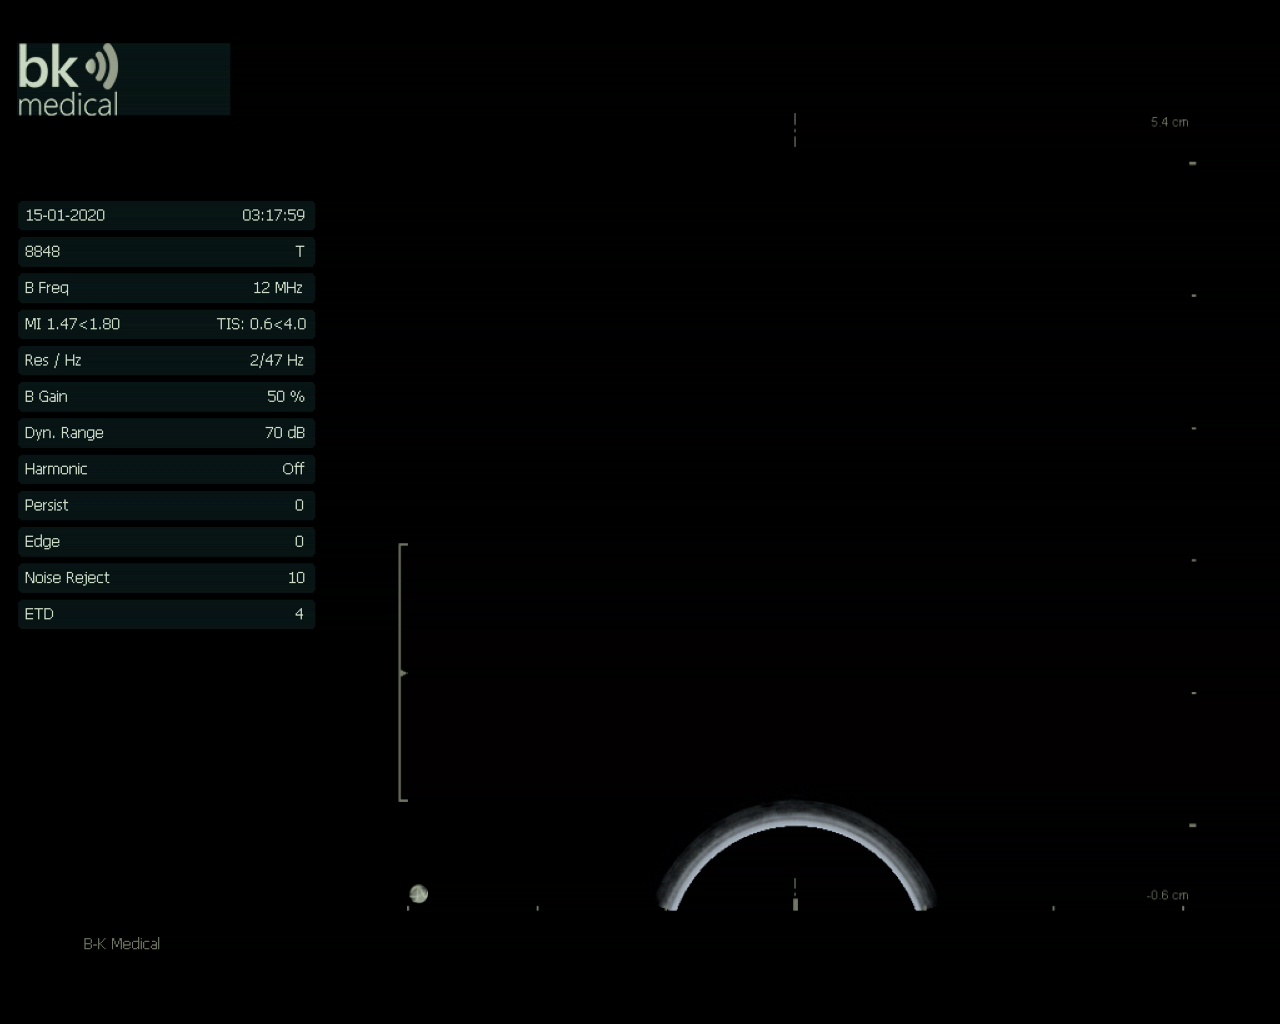 bk
medical
5.4 cm
15-01-2020 03:17:59
8848 T
B Freq 12 MHz
MI 1.47<1.80 TIS: 0.6<4.0
Res / Hz 2/47 Hz
B Gain 50 %
Dyn. Range 70 dB
Harmonic Off
Persist 0
Edge 0
Noise Reject 10
ETD 4
-0.6 cm
B-K Medical